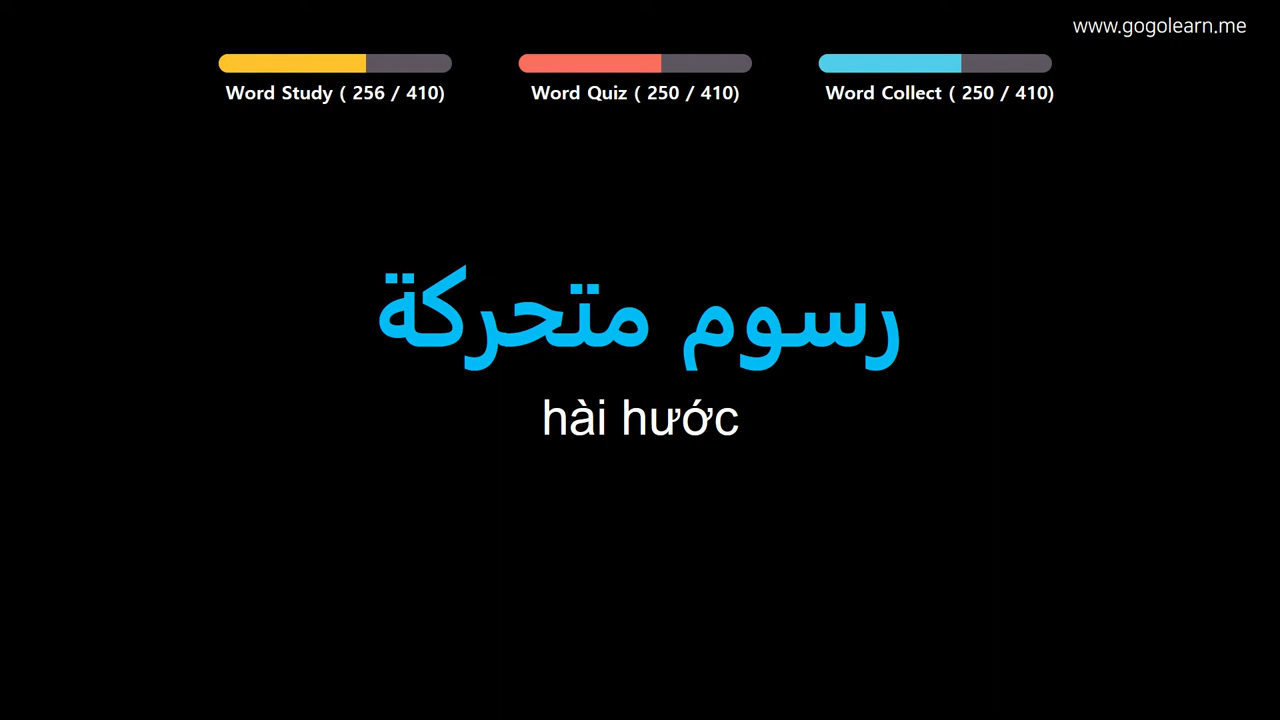 www.gogolearn.me
Word Study ( 256 / 410)
Word Quiz ( 250 / 410)
Word Collect ( 250 / 410)
رسوم متحركة
hài hước